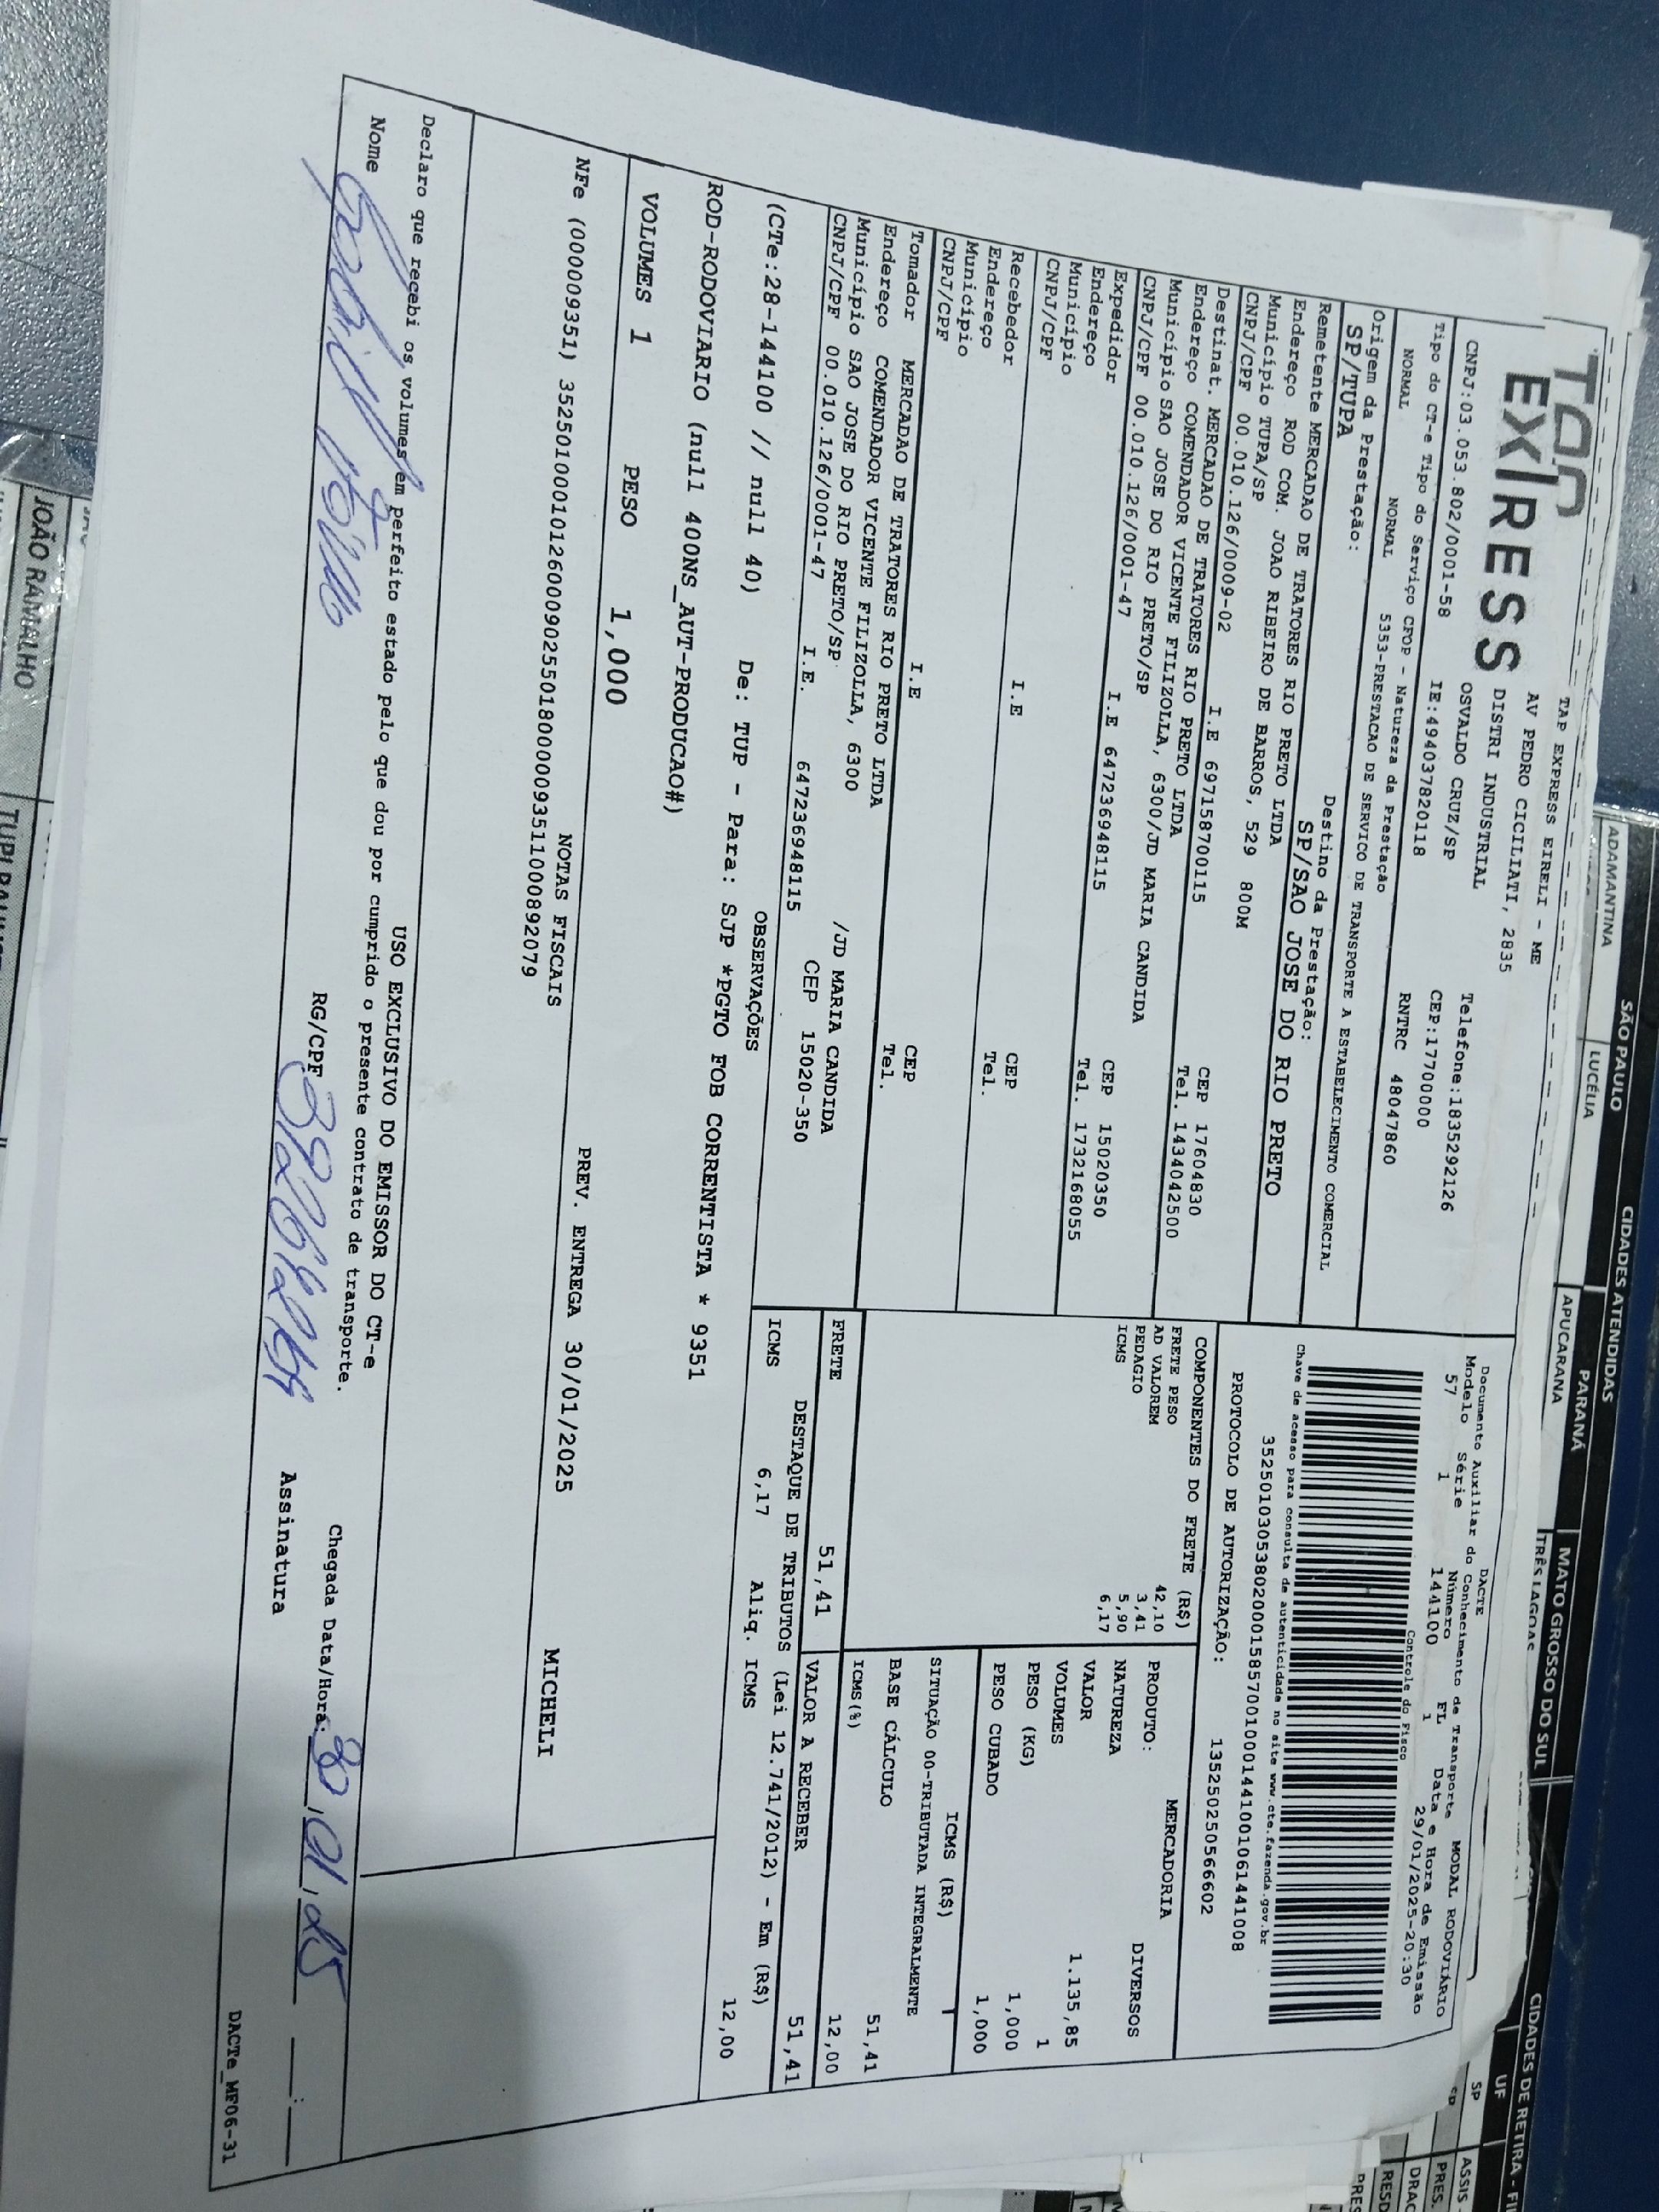 TAP EXPRESS
TAP EXPRESS EIRELI - ME
AV PEDRO CICILIATI, 2835
DISTRI INDUSTRIAL
OSVALDO CRUZ/SP
Telefone:1835292126
CNPJ:03.053.802/0001-58 IE:494037820118 CEP:17700000
Tipo do CT-e Tipo do Serviço CFOP - Natureza da Prestação RNTRC 48047860
NORMAL NORMAL 5353-PRESTACAO DE SERVICO DE TRANSPORTE A ESTABELECIMENTO COMERCIAL
Origem da Prestação: Destino da Prestação:
SP/TUPA SP/SAO JOSE DO RIO PRETO
Remetente MERCADAO DE TRATORES RIO PRETO LTDA
Endereço ROD COM. JOAO RIBEIRO DE BARROS, 529 800M
Município TUPA/SP CEP 17604830
CNPJ/CPF 00.010.126/0009-02 I.E 697158700115 Tel. 1434042500
Destinat. MERCADAO DE TRATORES RIO PRETO LTDA
Endereço COMENDADOR VICENTE FILIZOLLA, 6300/JD MARIA CANDIDA
Município SAO JOSE DO RIO PRETO/SP CEP 15020350
CNPJ/CPF 00.010.126/0001-47 I.E 647236948115 Tel. 1732168055
Expedidor
Endereço
Município CEP
CNPJ/CPF I.E Tel.
Recebedor
Endereço
Município CEP
CNPJ/CPF I.E Tel.
Tomador MERCADAO DE TRATORES RIO PRETO LTDA
Endereço COMENDADOR VICENTE FILIZOLLA, 6300 /JD MARIA CANDIDA
Município SAO JOSE DO RIO PRETO/SP CEP 15020-350
CNPJ/CPF 00.010.126/0001-47 I.E. 647236948115
DACTE
Documento Auxiliar do Conhecimento de Transporte MODAL RODOVIÁRIO
Modelo Série Número FL Data e Hora de Emissão
57 1 144100 1 29/01/2025-20:30
Controle do Fisco
Chave de acesso para consulta de autenticidade no site www.cte.fazenda.gov.br
35250103053802000158570010001441001061441008
PROTOCOLO DE AUTORIZAÇÃO: 135250250566602
COMPONENTES DO FRETE (R$)
FRETE PESO 42,10
AD VALOREM 3,41
PEDAGIO 5,90
ICMS 6,17
MERCADORIA
PRODUTO: DIVERSOS
NATUREZA
VALOR 1.135,85
VOLUMES 1
PESO (KG) 1,000
PESO CUBADO 1,000
ICMS (R$)
SITUAÇÃO 00-TRIBUTADA INTEGRALMENTE
BASE CÁLCULO 51,41
ICMS(%) 12,00
FRETE 51,41 VALOR A RECEBER 51,41
DESTAQUE DE TRIBUTOS (Lei 12.741/2012) - Em (R$)
ICMS 6,17 Aliq. ICMS 12,00
OBSERVAÇÕES
(CTe:28-144100 // null 40) De: TUP - Para: SJP *PGTO FOB CORRENTISTA * 9351
ROD-RODOVIARIO (null 400NS_AUT-PRODUCAO#)
VOLUMES 1 PESO 1,000
NOTAS FISCAIS
PREV. ENTREGA 30/01/2025 MICHELI
NFe (000009351) 35250100010126000902550180000093511000892079
USO EXCLUSIVO DO EMISSOR DO CT-e
Declaro que recebi os volumes em perfeito estado pelo que dou por cumprido o presente contrato de transporte.
Nome RG/CPF Assinatura
Chegada Data/Hora: 30/01/25 __:__
DACTe_MF06-31
SÃO PAULO
CIDADES ATENDIDAS
PARANÁ
MATO GROSSO DO SUL
CIDADES DE RETIRA - FI
ADAMANTINA
LUCÉLIA
APUCARANA
TRÊS LAGOAS
UF
SP
ASSIS
PRES.
DRAC
JOÃO RAMALHO